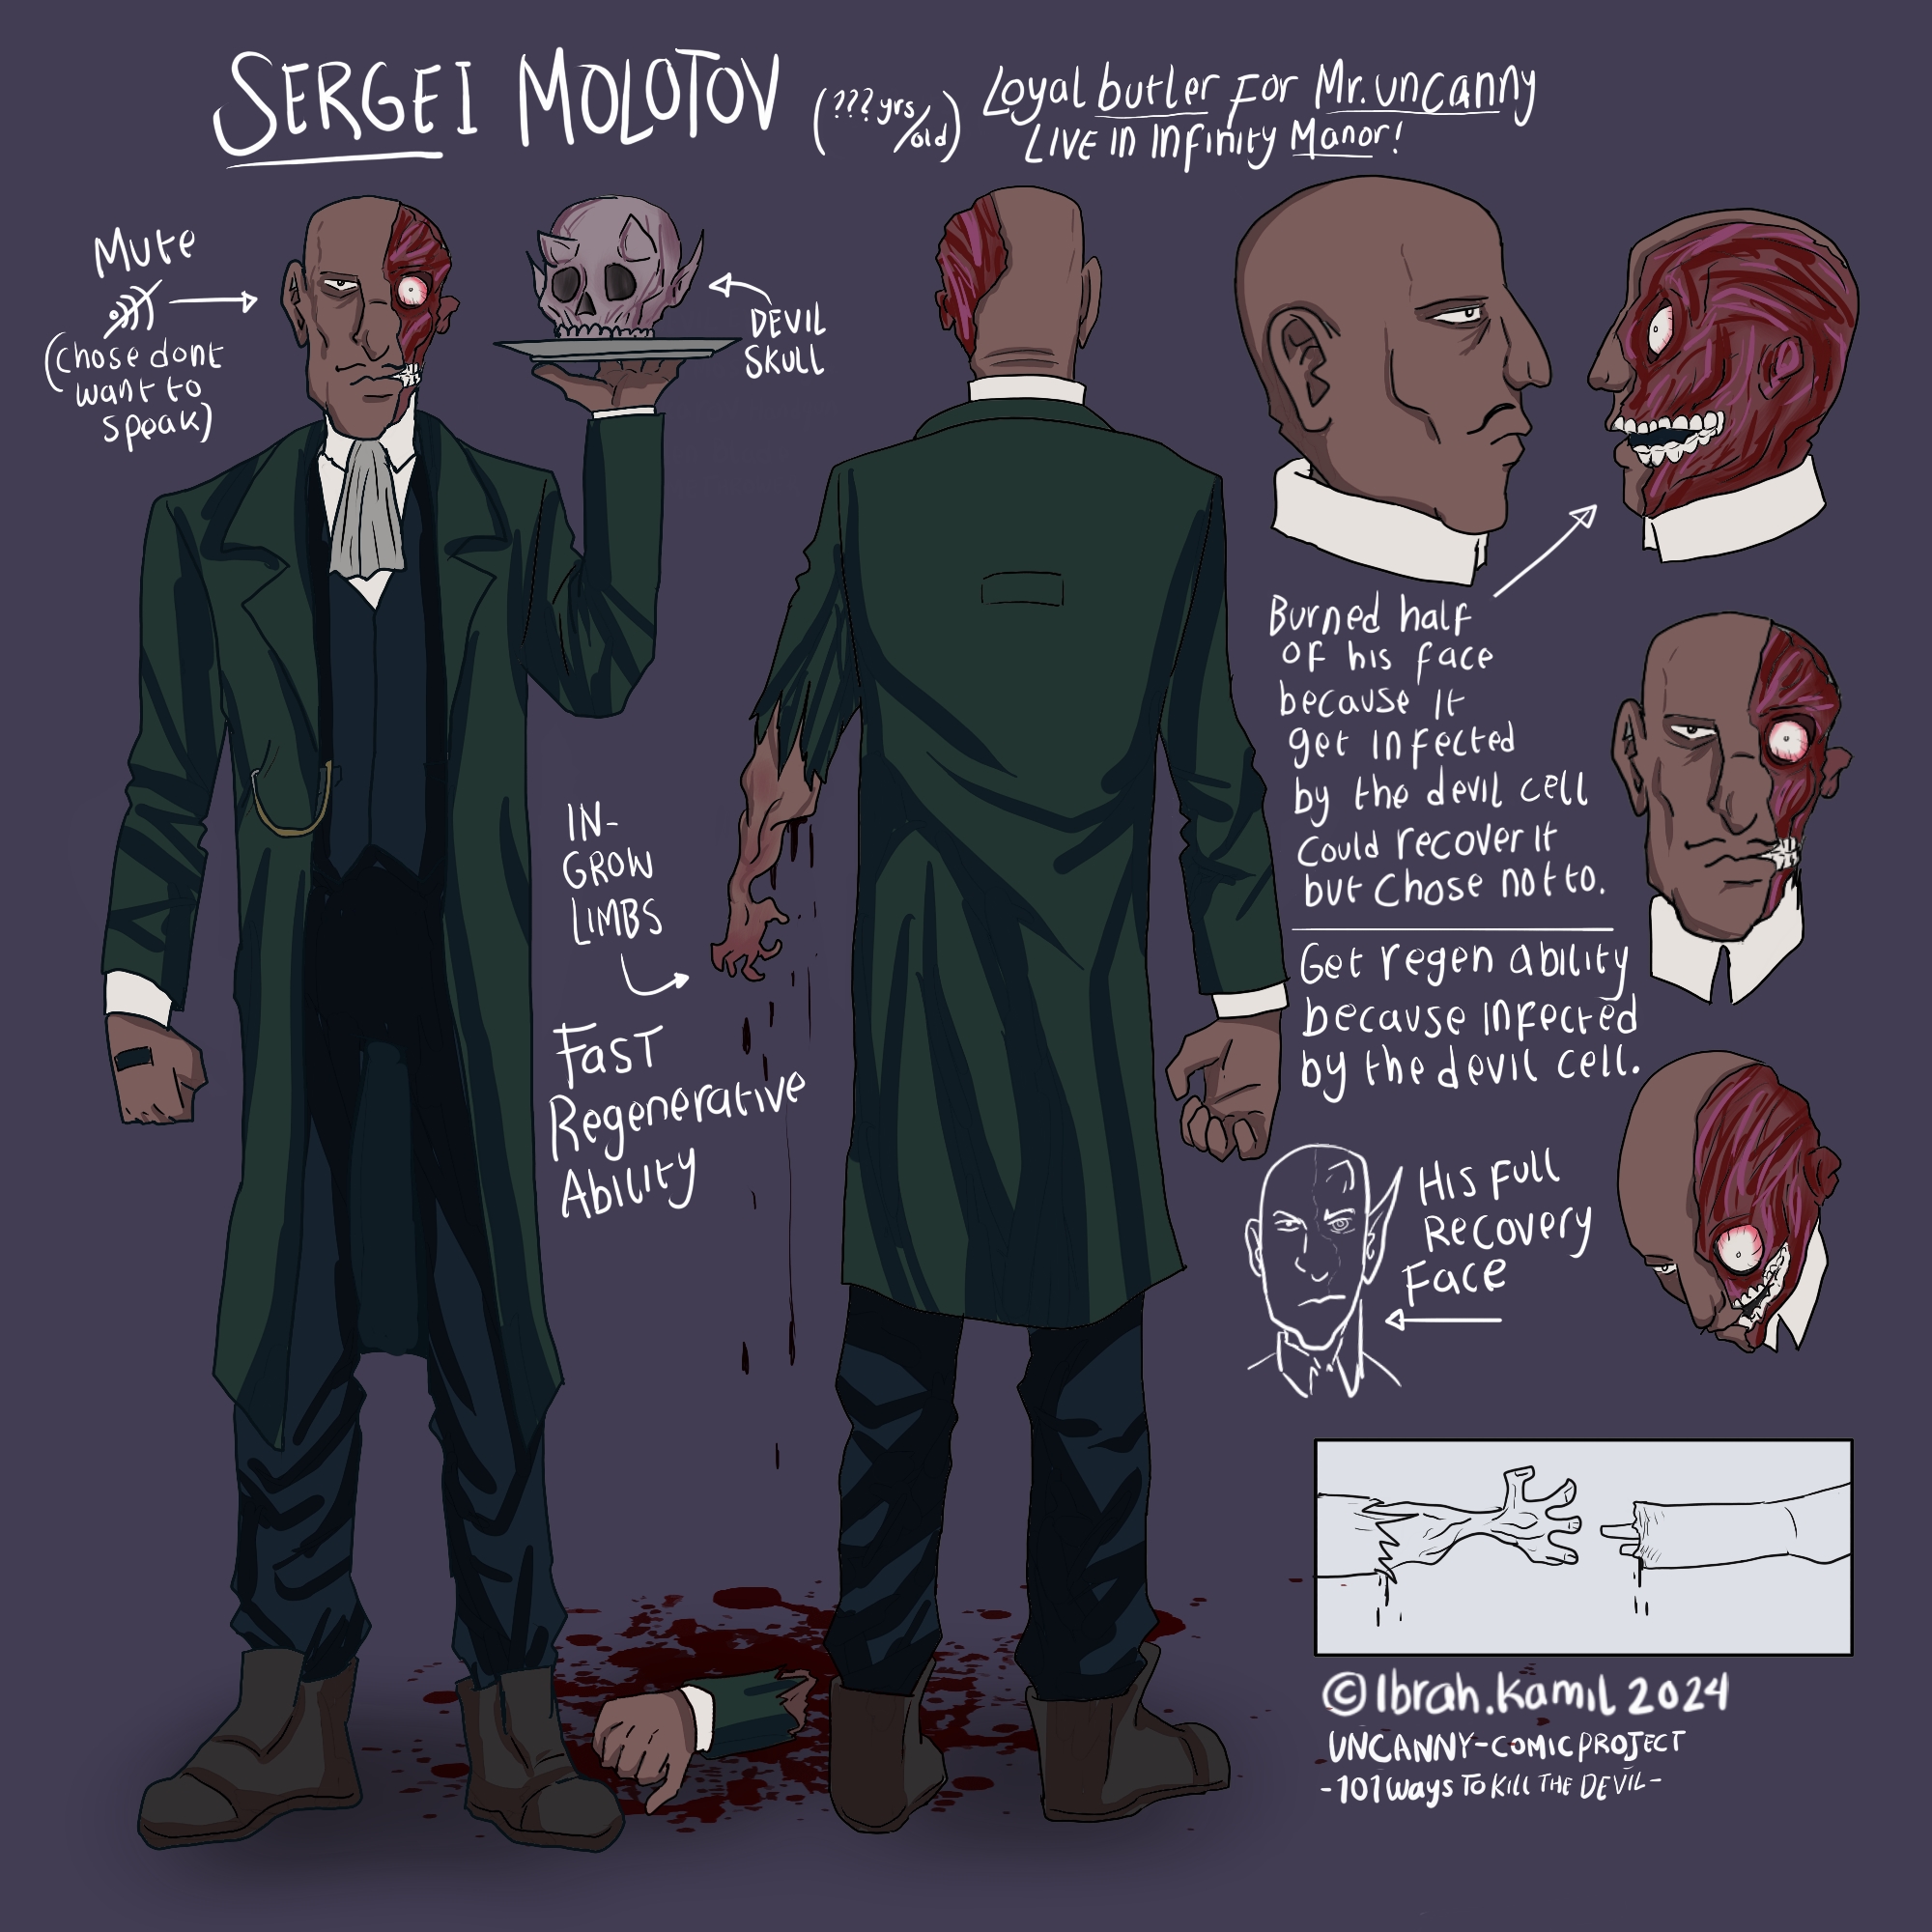 SERGEI MOLOTOV
(???yrs/old)
Loyal butler For Mr.uncanny
LIVE IN Infinity Manor!
Mute
(chose dont
want to
speak)
DEVIL
SKULL
Burned half
OF his face
because It
get Infected
by the devil cell
Could recover It
but Chose not to.
Get regen ability
because Infected
by the devil cell.
IN-
GROW
LIMBS
Fast
Regenerative
Ability
His Full
Recovery
Face
©Ibrah.Kamil 2024
UNCANNY-COMIC PROJECT
-101 Ways To Kill THE DEVIL-